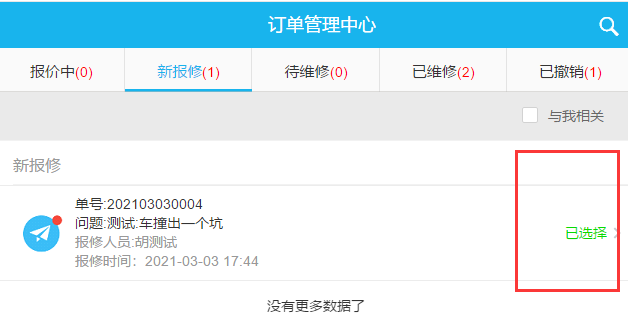 订单管理中心
报价中(0) 新报修(1) 待维修(0) 已维修(2) 已撤销(1)
与我相关
新报修
单号:202103030004
问题:测试:车撞出一个坑
报修人员:胡测试
报修时间：2021-03-03 17:44
已选择
没有更多数据了